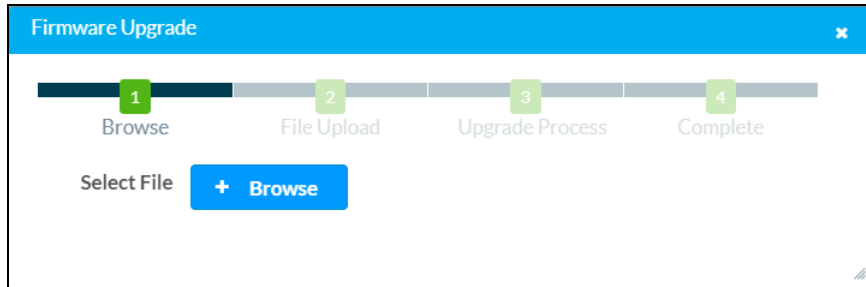 Firmware Upgrade ×
1 2 3 4
Browse File Upload Upgrade Process Complete
Select File + Browse